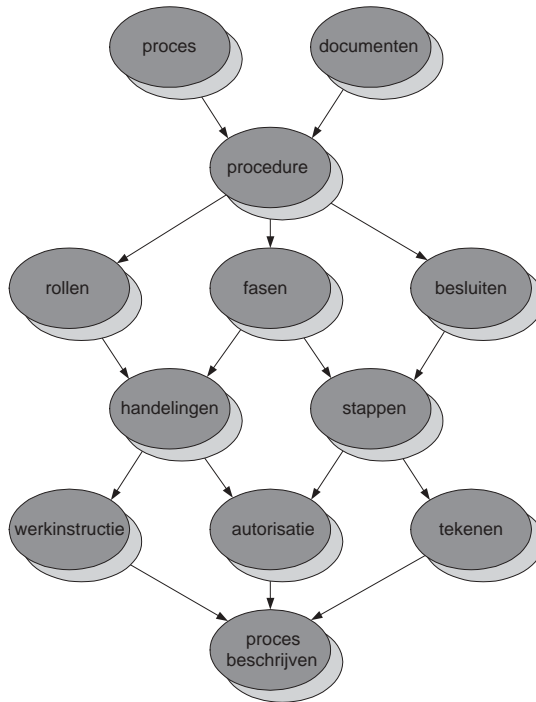 proces
documenten
procedure
rollen
fasen
besluiten
handelingen
stappen
werkinstructie
autorisatie
tekenen
proces
beschrijven